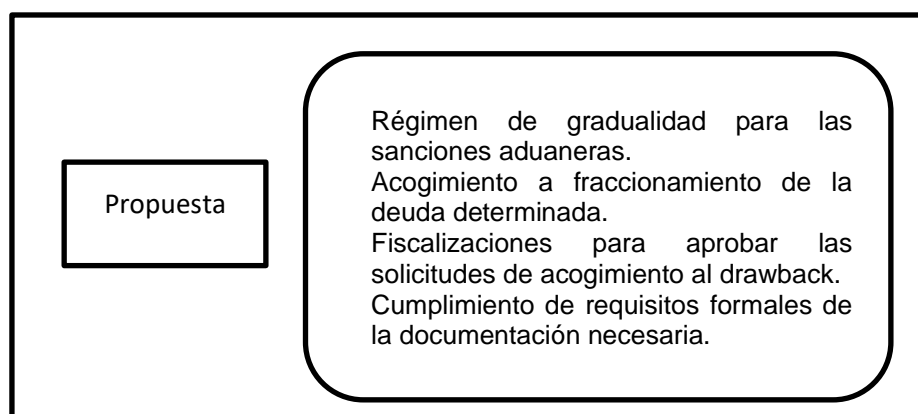 Propuesta
Régimen de gradualidad para las
sanciones aduaneras.
Acogimiento a fraccionamiento de la
deuda determinada.
Fiscalizaciones para aprobar las
solicitudes de acogimiento al drawback.
Cumplimiento de requisitos formales de
la documentación necesaria.